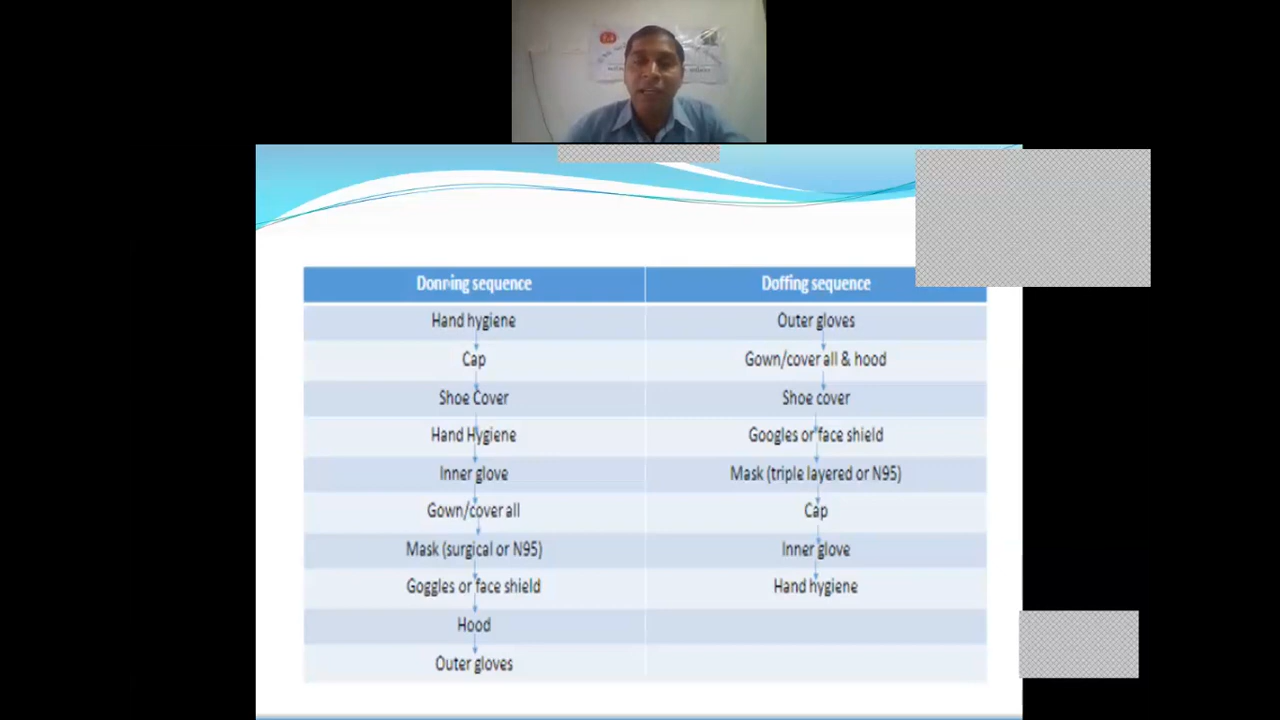 Donning sequence Doffing sequence
Hand hygiene Outer gloves
Cap Gown/cover all & hood
Shoe Cover Shoe cover
Hand Hygiene Googles or face shield
Inner glove Mask (triple layered or N95)
Gown/cover all Cap
Mask (surgical or N95) Inner glove
Goggles or face shield Hand hygiene
Hood
Outer gloves